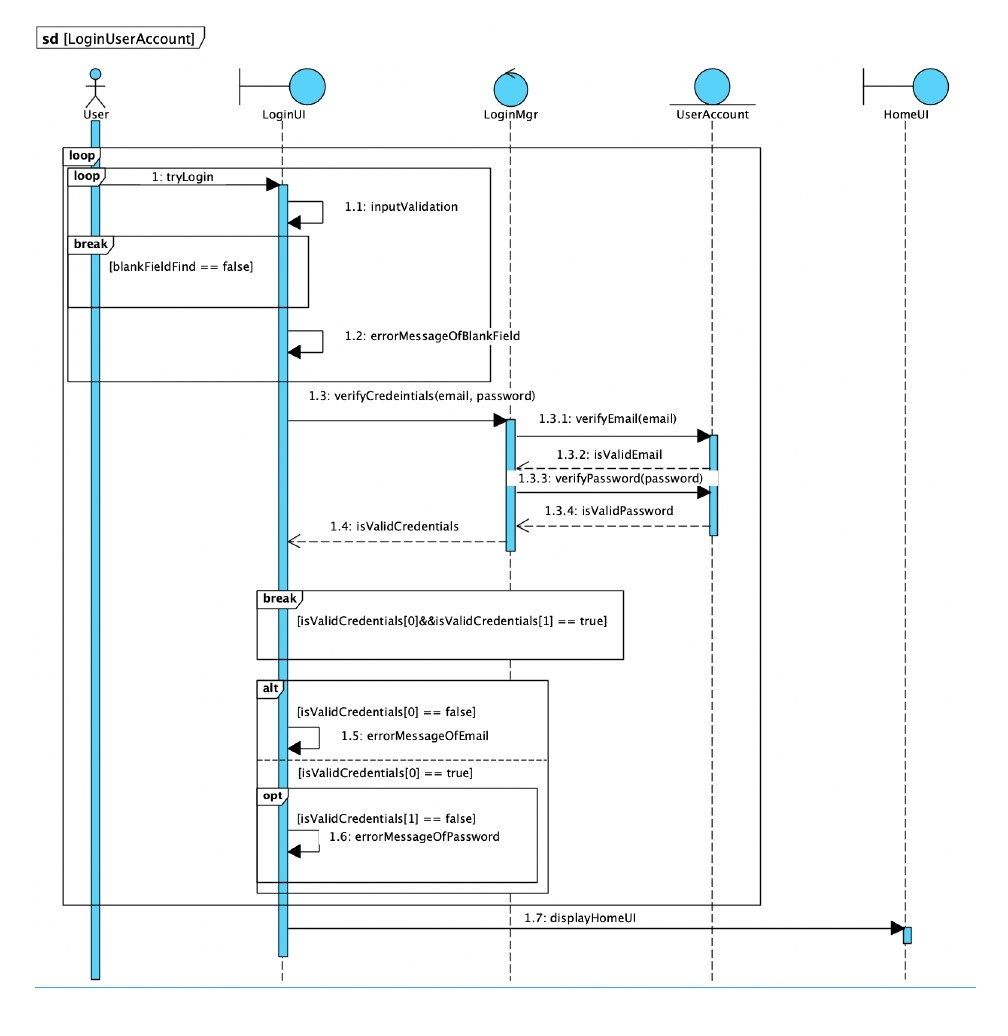 sd [LoginUserAccount]
User
LoginUI
LoginMgr
UserAccount
HomeUI
loop
loop
1: tryLogin
1.1: inputValidation
break
[blankFieldFind == false]
1.2: errorMessageOfBlankField
1.3: verifyCredeintials(email, password)
1.3.1: verifyEmail(email)
1.3.2: isValidEmail
1.3.3: verifyPassword(password)
1.3.4: isValidPassword
1.4: isValidCredentials
break
[isValidCredentials[0]&&isValidCredentials[1] == true]
alt
[isValidCredentials[0] == false]
1.5: errorMessageOfEmail
[isValidCredentials[0] == true]
opt
[isValidCredentials[1] == false]
1.6: errorMessageOfPassword
1.7: displayHomeUI